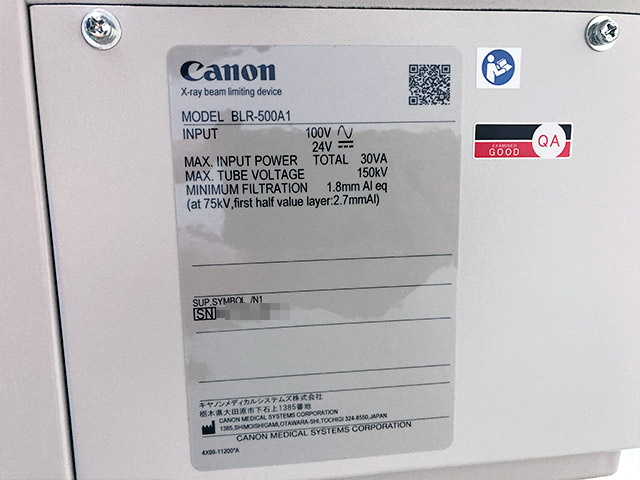 Canon
X-ray beam limiting device
MODEL BLR-500A1
INPUT 100V
24V
MAX. INPUT POWER TOTAL 30VA
MAX. TUBE VOLTAGE 150kV
MINIMUM FILTRATION 1.8mm Al eq
(at 75kV,first half value layer:2.7mmAl)
SUP.SYMBOL /N1
SN
キヤノンメディカルシステムズ株式会社
栃木県大田原市下石上1385番地
CANON MEDICAL SYSTEMS CORPORATION
1385,SHIMOISHIGAMI,OTAWARA-SHI,TOCHIGI 324-8550,JAPAN
CANON MEDICAL SYSTEMS CORPORATION
4X99-11200*A
EXAMINED
GOOD
QA